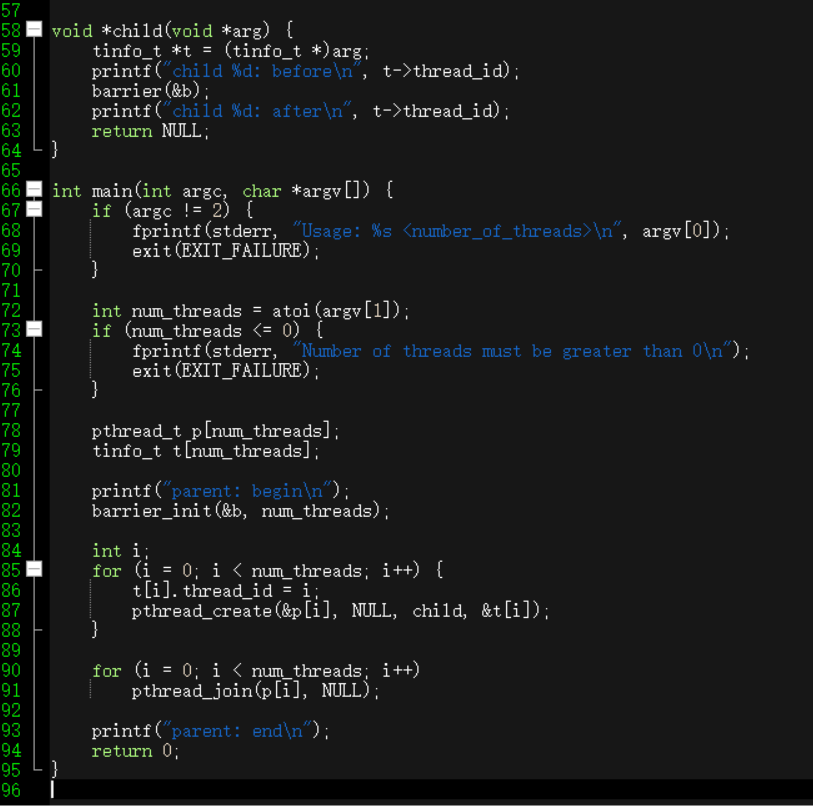 57
58 void *child(void *arg) {
59     tinfo_t *t = (tinfo_t *)arg;
60     printf("child %d: before\n", t->thread_id);
61     barrier(&b);
62     printf("child %d: after\n", t->thread_id);
63     return NULL;
64 }
65
66 int main(int argc, char *argv[]) {
67     if (argc != 2) {
68         fprintf(stderr, "Usage: %s <number_of_threads>\n", argv[0]);
69         exit(EXIT_FAILURE);
70     }
71
72     int num_threads = atoi(argv[1]);
73     if (num_threads <= 0) {
74         fprintf(stderr, "Number of threads must be greater than 0\n");
75         exit(EXIT_FAILURE);
76     }
77
78     pthread_t p[num_threads];
79     tinfo_t t[num_threads];
80
81     printf("parent: begin\n");
82     barrier_init(&b, num_threads);
83
84     int i;
85     for (i = 0; i < num_threads; i++) {
86         t[i].thread_id = i;
87         pthread_create(&p[i], NULL, child, &t[i]);
88     }
89
90     for (i = 0; i < num_threads; i++)
91         pthread_join(p[i], NULL);
92
93     printf("parent: end\n");
94     return 0;
95 }
96